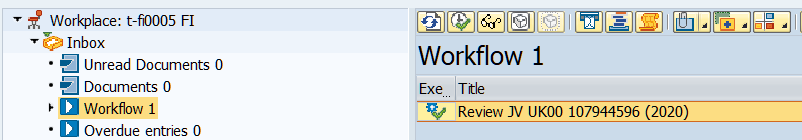 Workplace: t-fi0005 FI
Inbox
Unread Documents 0
Documents 0
Workflow 1
Overdue entries 0
Workflow 1
Exe... Title
Review JV UK00 107944596 (2020)